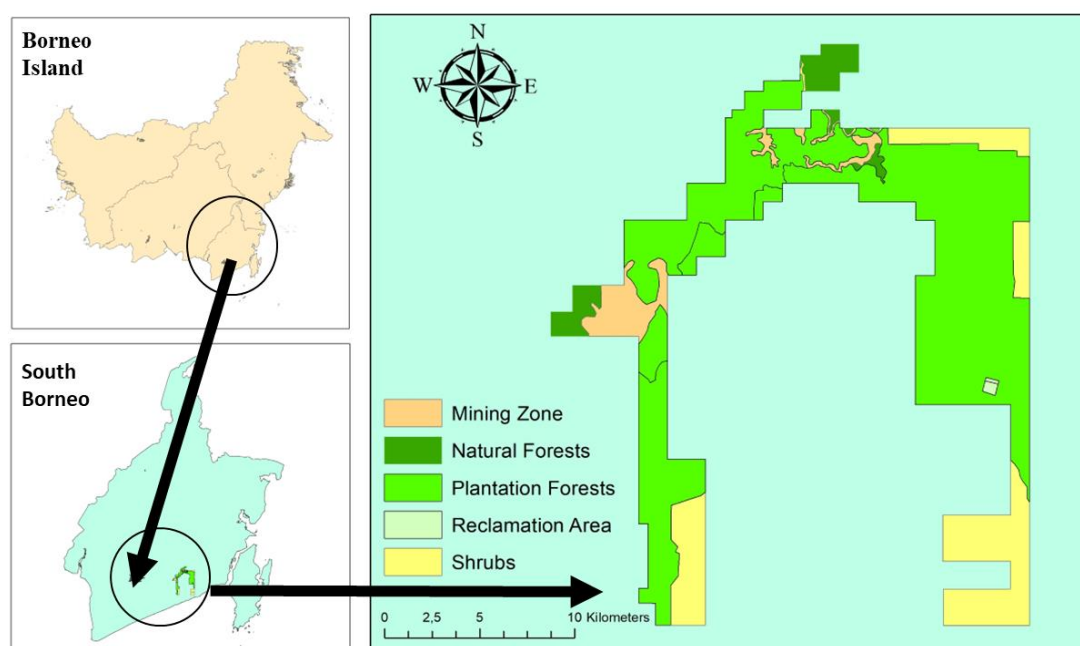 Borneo
Island
South
Borneo
N
W E
S
Mining Zone
Natural Forests
Plantation Forests
Reclamation Area
Shrubs
0 2,5 5 10 Kilometers